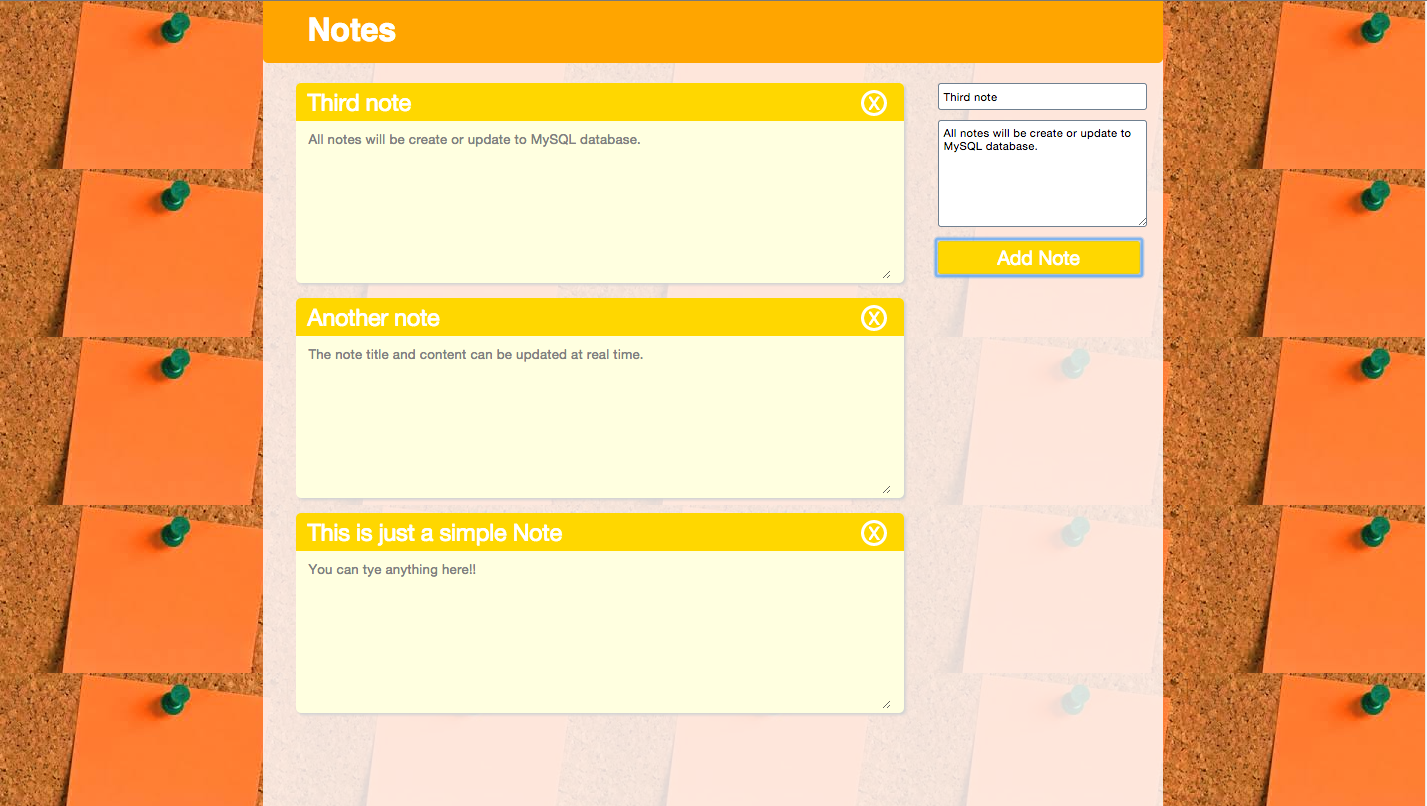 Notes
Third note
X
All notes will be create or update to MySQL database.
Another note
X
The note title and content can be updated at real time.
This is just a simple Note
X
You can tye anything here!!
Third note
All notes will be create or update to
MySQL database.
Add Note